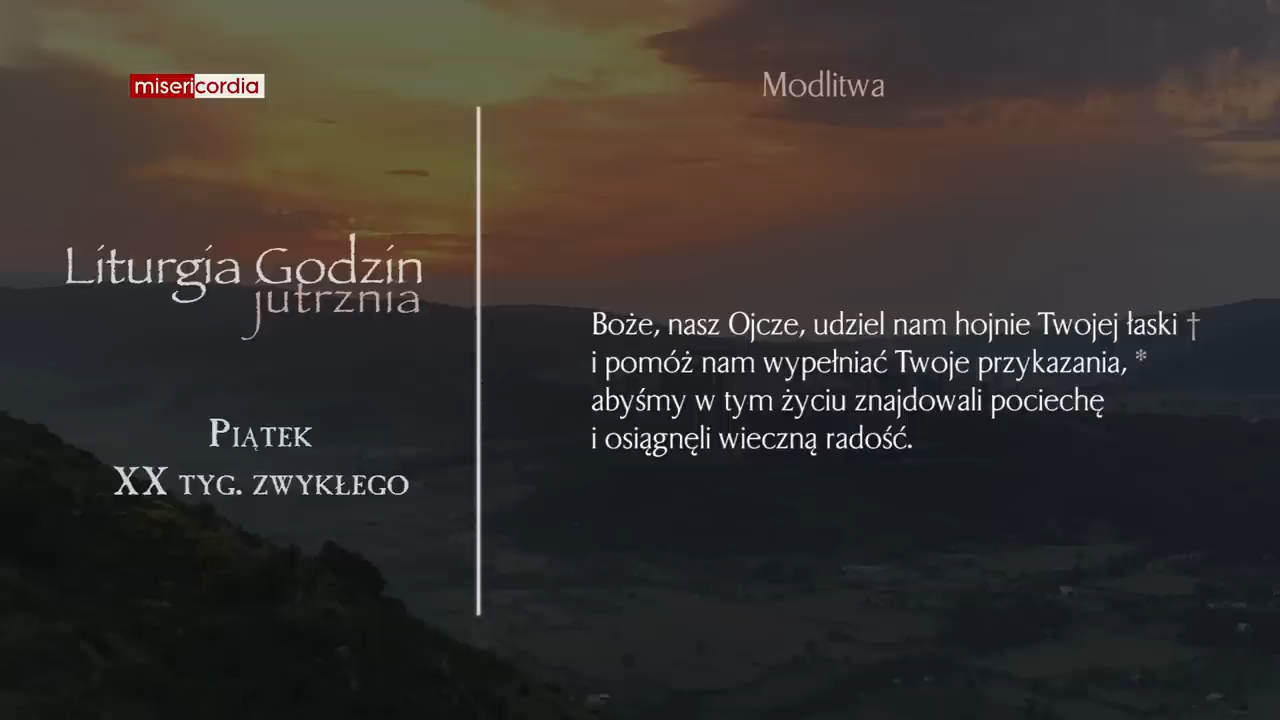 misericordia
Liturgia Godzin
jutrznia
Piątek
XX tyg. zwykłego
Modlitwa
Boże, nasz Ojcze, udziel nam hojnie Twojej łaski †
i pomóż nam wypełniać Twoje przykazania, *
abyśmy w tym życiu znajdowali pociechę
i osiągnęli wieczną radość.